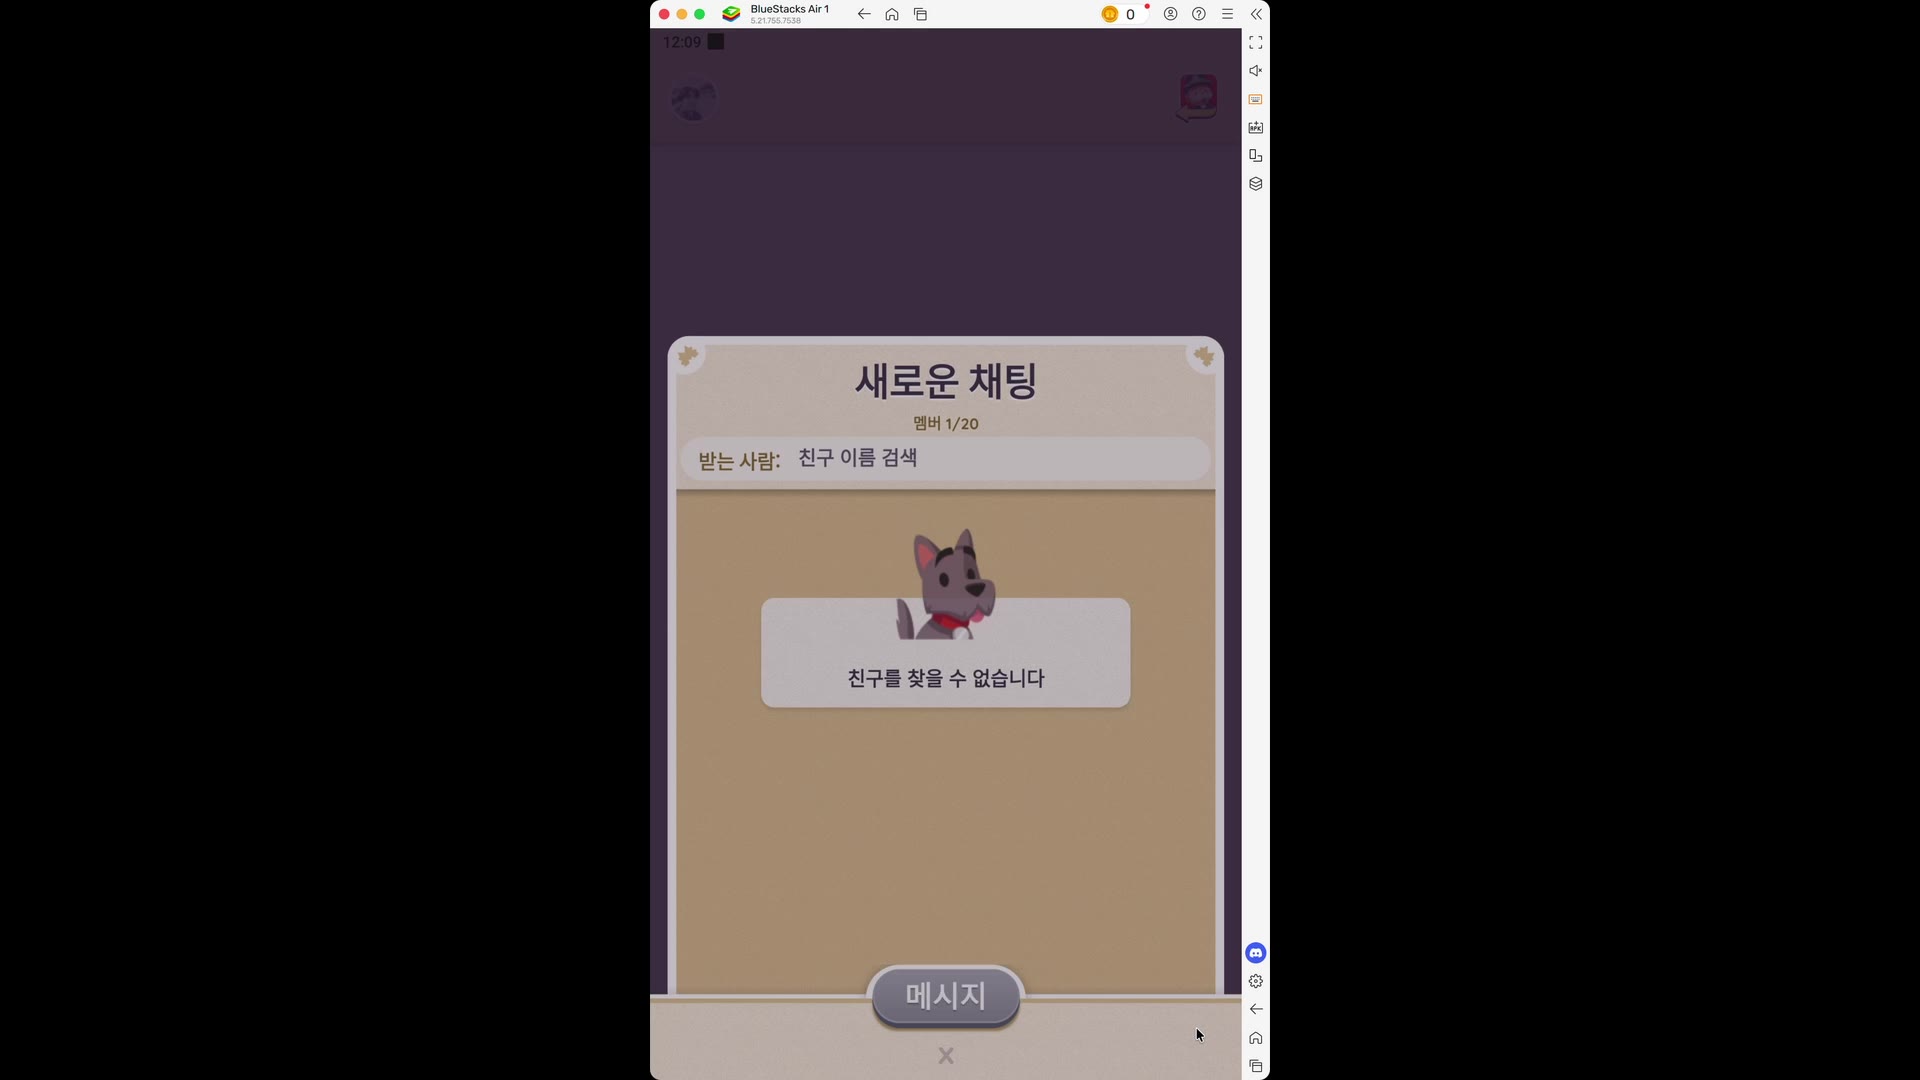 BlueStacks Air 1
5.21.755.7538
0
12:09
새로운 채팅
멤버 1/20
받는 사람: 친구 이름 검색
친구를 찾을 수 없습니다
메시지
X